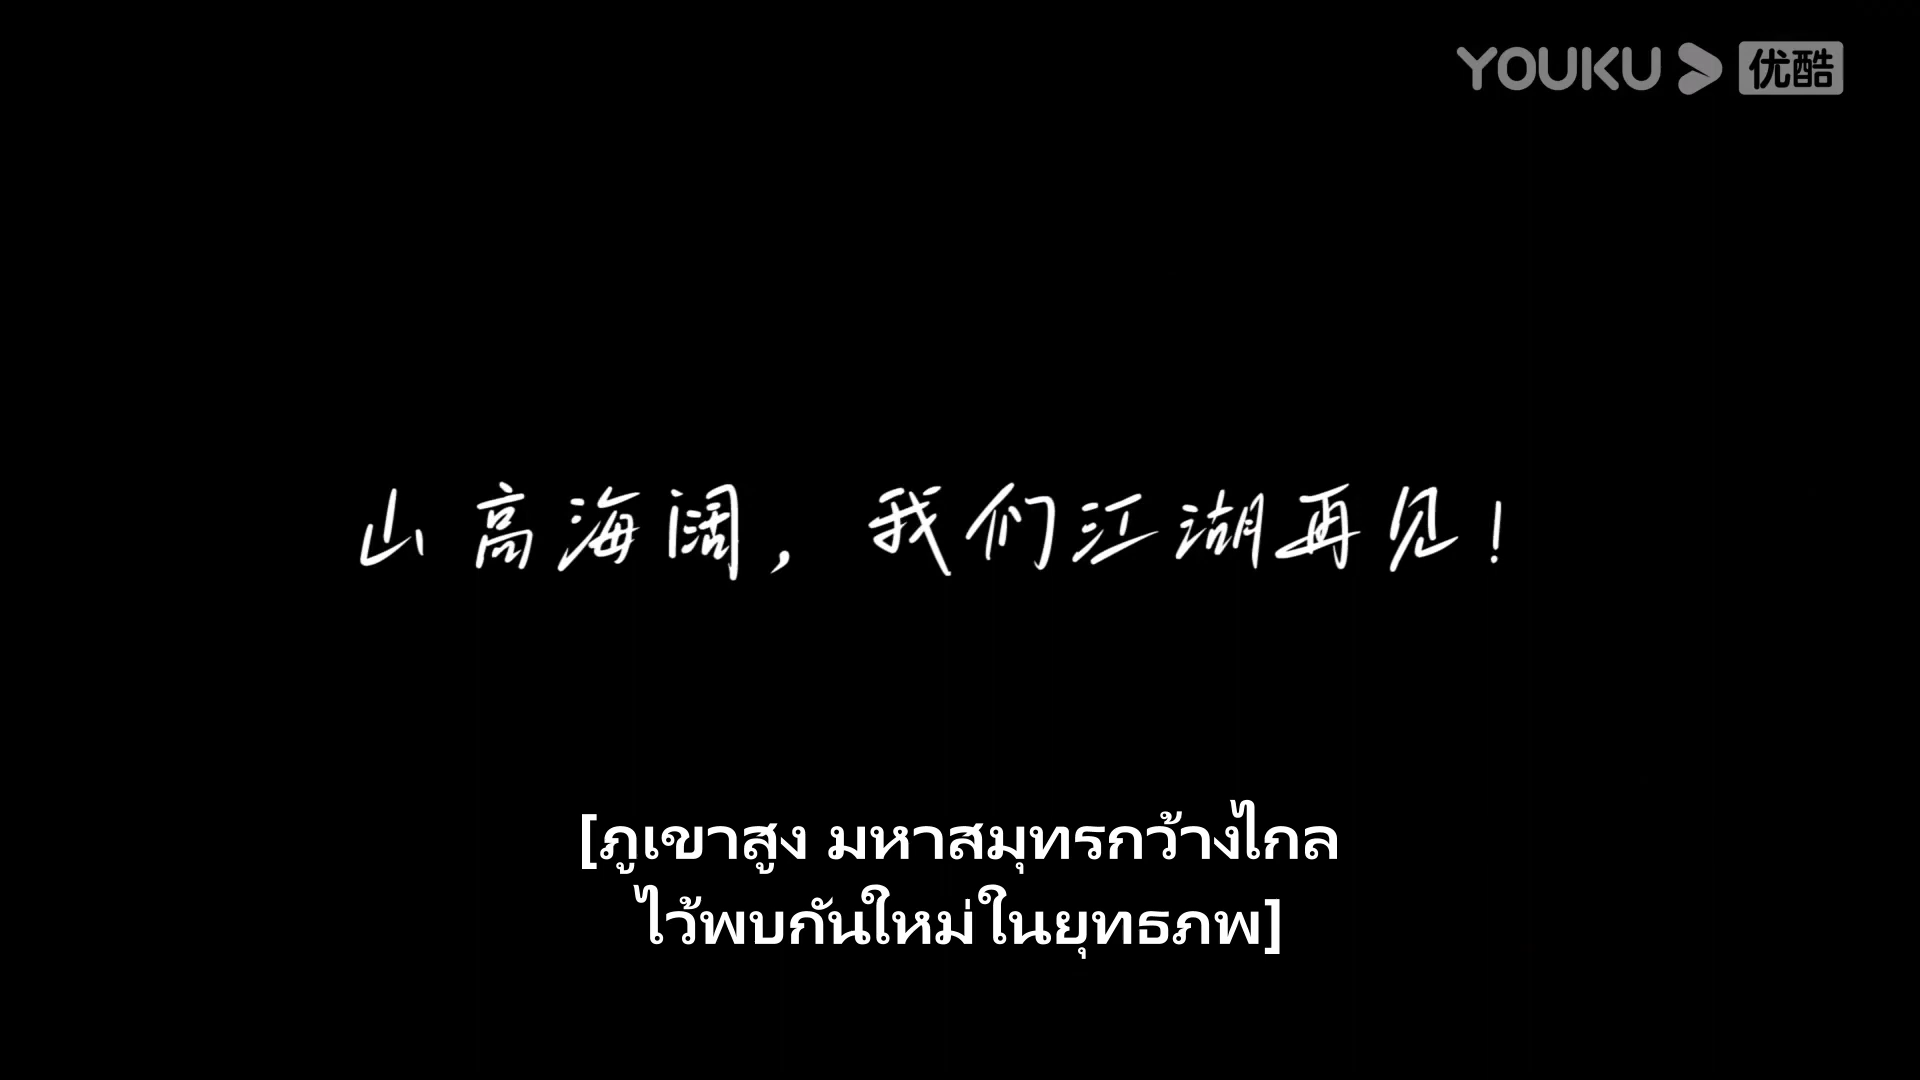 YOUKU 优酷
山高海阔，我们江湖再见！
[ภูเขาสูง มหาสมุทรกว้างไกล
ไว้พบกันใหม่ในยุทธภพ]